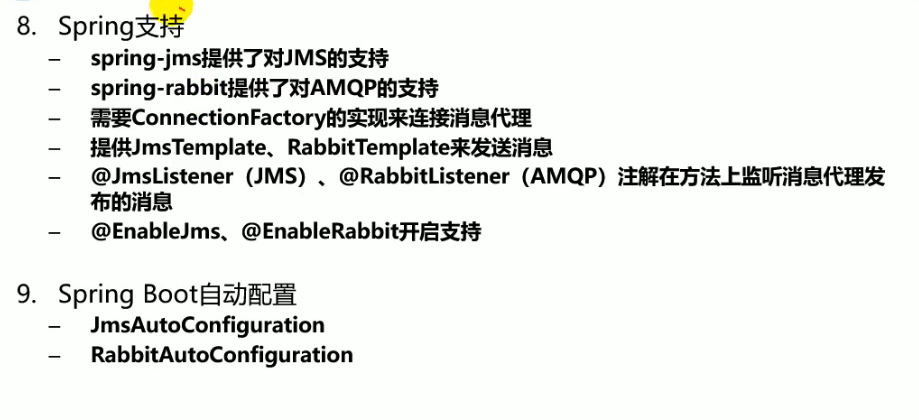 8. Spring支持
– spring-jms提供了对JMS的支持
– spring-rabbit提供了对AMQP的支持
– 需要ConnectionFactory的实现来连接消息代理
– 提供JmsTemplate、RabbitTemplate来发送消息
– @JmsListener（JMS）、@RabbitListener（AMQP）注解在方法上监听消息代理发
布的消息
– @EnableJms、@EnableRabbit开启支持
9. Spring Boot自动配置
– JmsAutoConfiguration
– RabbitAutoConfiguration